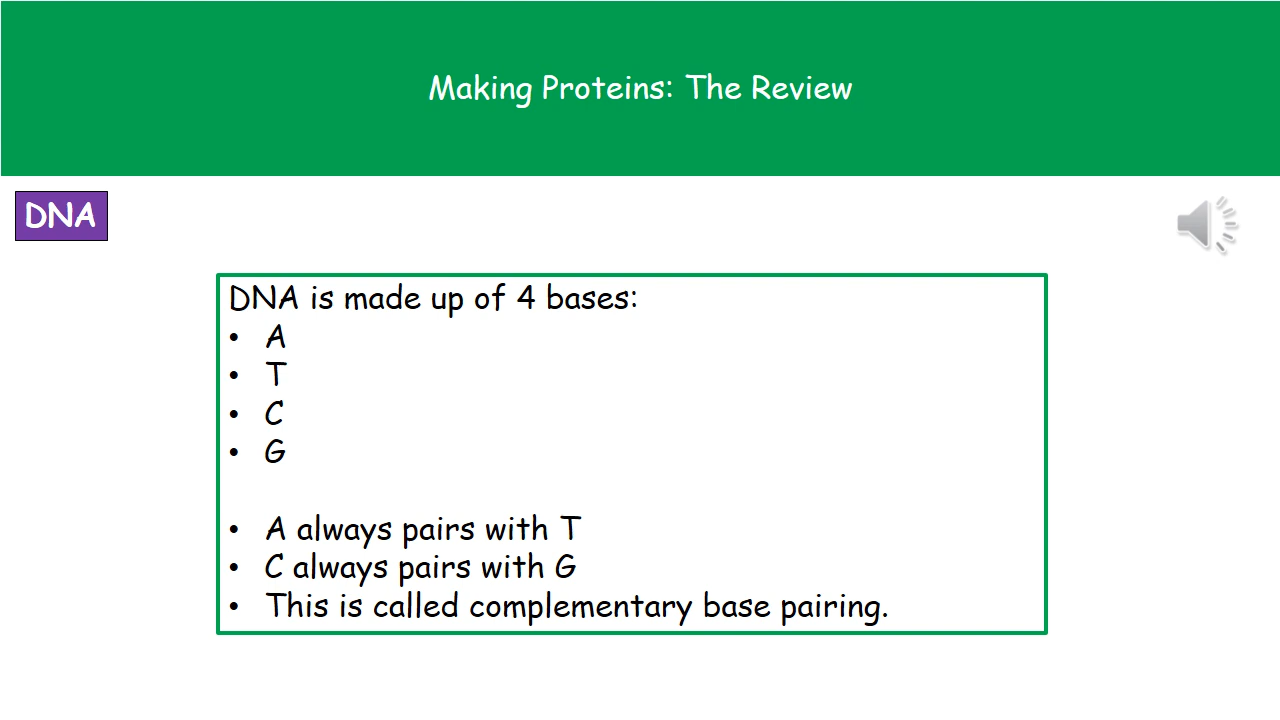 Making Proteins: The Review
DNA
DNA is made up of 4 bases:
• A
• T
• C
• G
• A always pairs with T
• C always pairs with G
• This is called complementary base pairing.